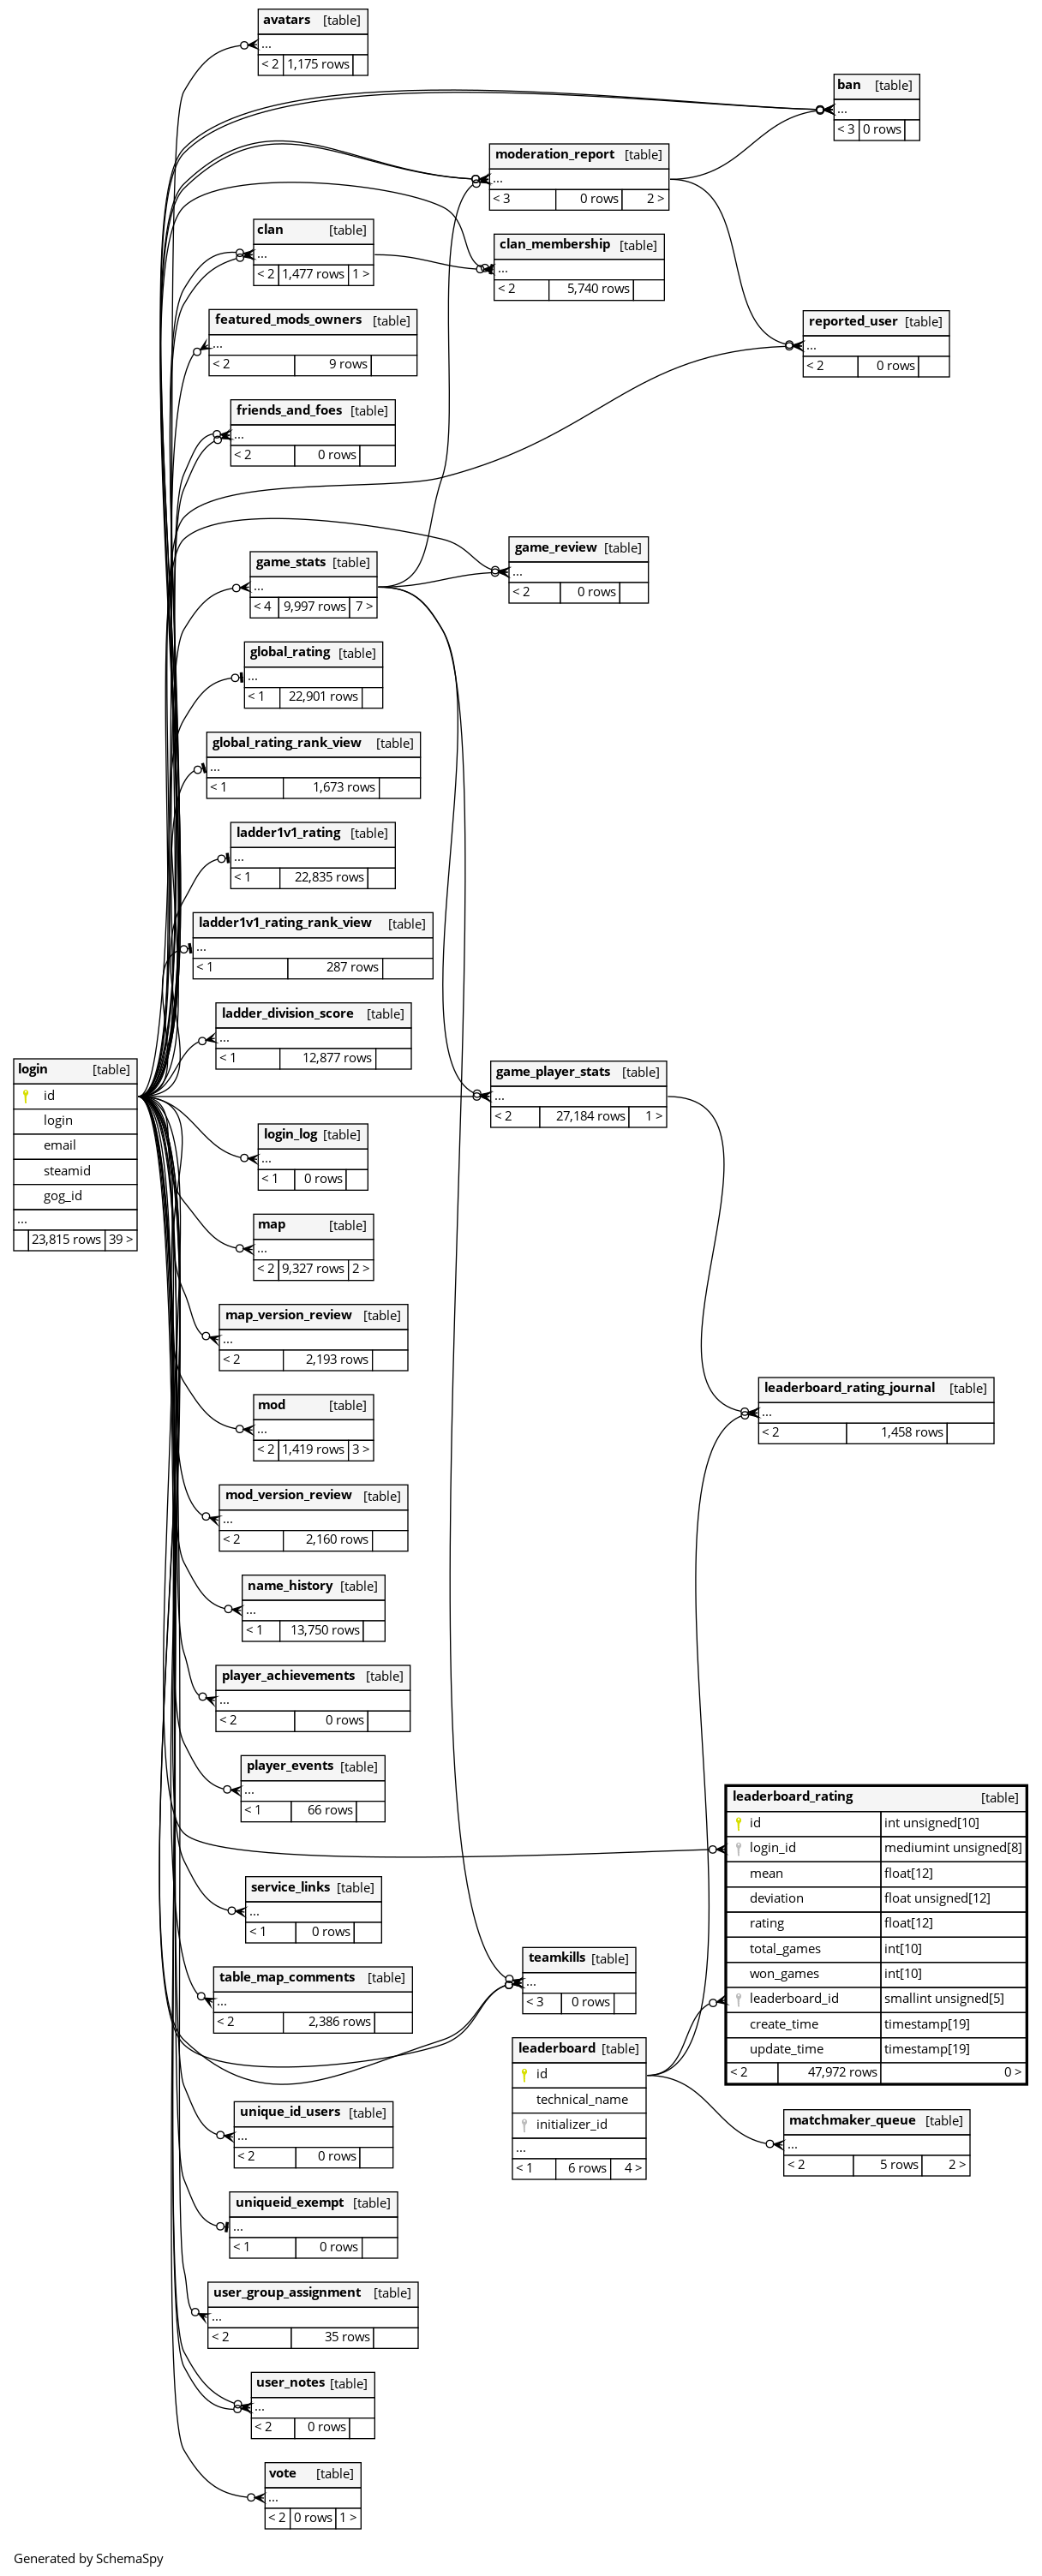 avatars [table]
...
< 2 1,175 rows
ban [table]
...
< 3 0 rows
moderation_report [table]
...
< 3 0 rows 2 >
clan [table]
...
< 2 1,477 rows 1 >
clan_membership [table]
...
< 2 5,740 rows
featured_mods_owners [table]
...
< 2 9 rows
reported_user [table]
...
< 2 0 rows
friends_and_foes [table]
...
< 2 0 rows
game_stats [table]
...
< 4 9,997 rows 7 >
game_review [table]
...
< 2 0 rows
global_rating [table]
...
< 1 22,901 rows
global_rating_rank_view [table]
...
< 1 1,673 rows
ladder1v1_rating [table]
...
< 1 22,835 rows
ladder1v1_rating_rank_view [table]
...
< 1 287 rows
ladder_division_score [table]
...
< 1 12,877 rows
login [table]
id
login
email
steamid
gog_id
...
23,815 rows 39 >
game_player_stats [table]
...
< 2 27,184 rows 1 >
login_log [table]
...
< 1 0 rows
map [table]
...
< 2 9,327 rows 2 >
map_version_review [table]
...
< 2 2,193 rows
leaderboard_rating_journal [table]
...
< 2 1,458 rows
mod [table]
...
< 2 1,419 rows 3 >
mod_version_review [table]
...
< 2 2,160 rows
name_history [table]
...
< 1 13,750 rows
player_achievements [table]
...
< 2 0 rows
player_events [table]
...
< 1 66 rows
leaderboard_rating [table]
id int unsigned[10]
login_id mediumint unsigned[8]
mean float[12]
deviation float unsigned[12]
rating float[12]
total_games int[10]
won_games int[10]
leaderboard_id smallint unsigned[5]
create_time timestamp[19]
update_time timestamp[19]
< 2 47,972 rows 0 >
service_links [table]
...
< 1 0 rows
teamkills [table]
...
< 3 0 rows
table_map_comments [table]
...
< 2 2,386 rows
leaderboard [table]
id
technical_name
initializer_id
...
< 1 6 rows 4 >
unique_id_users [table]
...
< 2 0 rows
matchmaker_queue [table]
...
< 2 5 rows 2 >
uniqueid_exempt [table]
...
< 1 0 rows
user_group_assignment [table]
...
< 2 35 rows
user_notes [table]
...
< 2 0 rows
vote [table]
...
< 2 0 rows 1 >
Generated by SchemaSpy